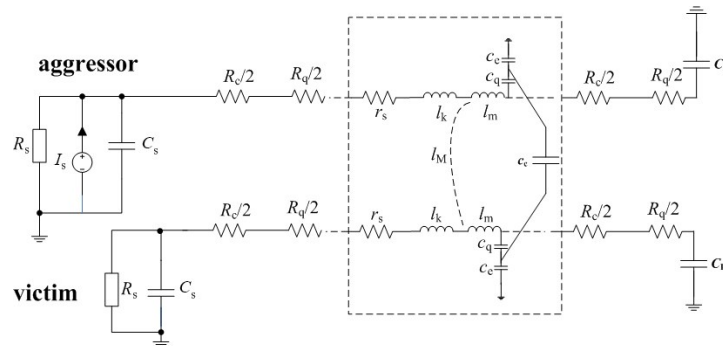 aggressor
R_c/2
R_q/2
r_s
l_k
l_m
c_e
c_q
R_c/2
R_q/2
R_s
I_s
C_s
l_M
c_c
R_c/2
R_q/2
r_s
l_k
l_m
c_q
c_e
R_c/2
R_q/2
victim
R_s
C_s